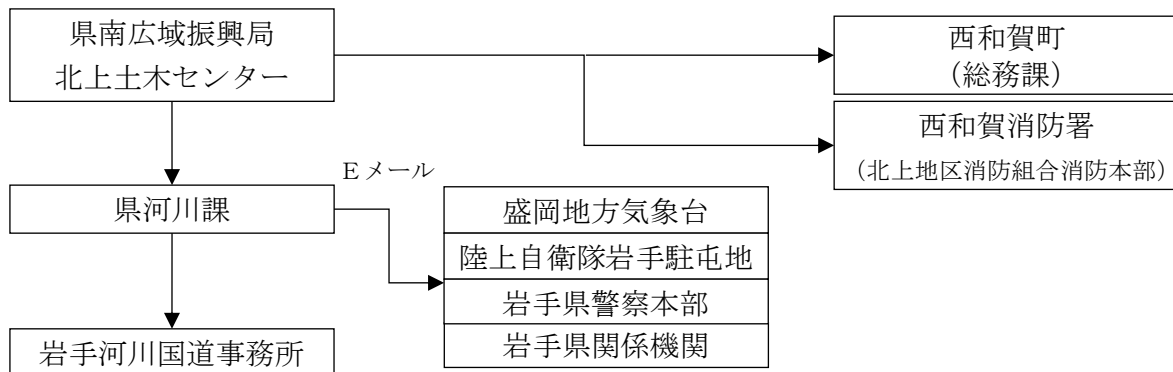 県南広域振興局
北上土木センター
西和賀町
（総務課）
西和賀消防署
（北上地区消防組合消防本部）
Ｅメール
県河川課
盛岡地方気象台
陸上自衛隊岩手駐屯地
岩手県警察本部
岩手県関係機関
岩手河川国道事務所